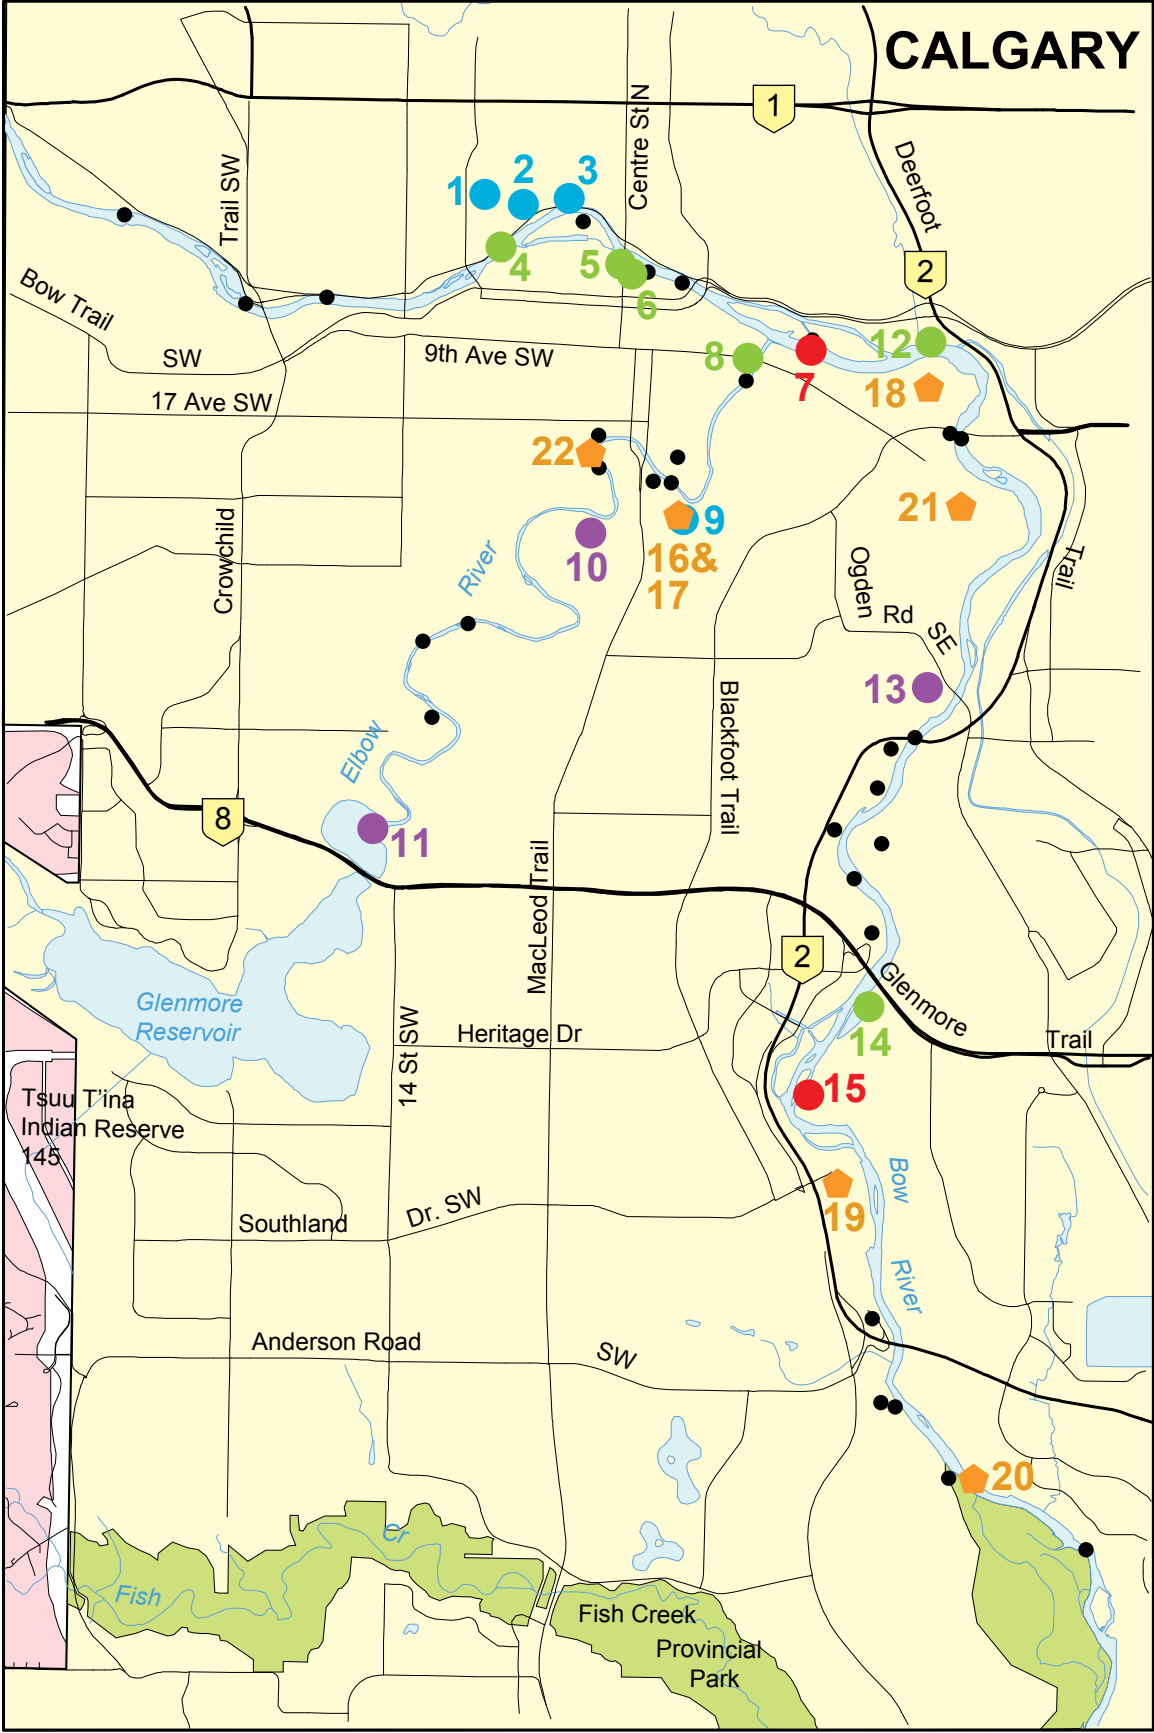 CALGARY
1
Centre St N
Deerfoot
Trail SW
1
2
3
4
5
6
2
Bow Trail
SW
9th Ave SW
8
7
12
18
17 Ave SW
22
21
9
16&
17
10
Crowchild
River
Ogden
Rd
SE
Trail
13
Blackfoot Trail
Elbow
8
11
MacLeod Trail
2
Glenmore
Trail
Glenmore
Reservoir
14 St SW
Heritage Dr
14
15
Tsuu T'ina
Indian Reserve
145
Bow
River
19
Southland
Dr. SW
Anderson Road
SW
20
Cr
Fish
Fish Creek
Provincial
Park